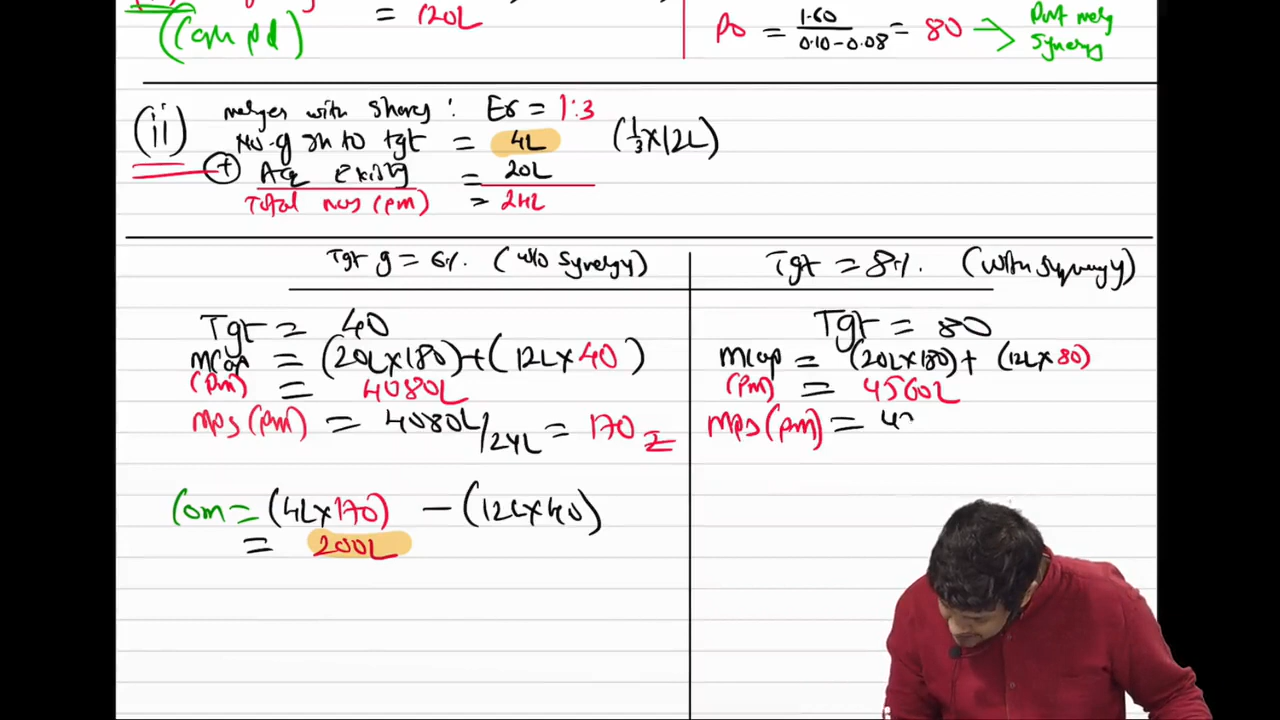 = 120L
(Com pd)
P0 = 1.60 / 0.10-0.08 = 80 → Post merg Synergy
(ii) merger with Shares : Er = 1:3
No. g sh to tgt = 4L (1/3 x 12L)
+ Acq Existg = 20L
Total nos (pm) = 24L
Tgt g = 6%. (w/o Synergy)
Tgt = 40
Mcap = (20L x 180) + (12L x 40)
(Pm) = 4080L
mps (pm) = 4080L/24L = 170
Com = (4L x 170) - (12L x 40)
= 200L
Tgt = 8%. (with synergy)
Tgt = 80
Mcap = (20L x 180) + (12L x 80)
(Pm) = 4560L
mps (pm) =